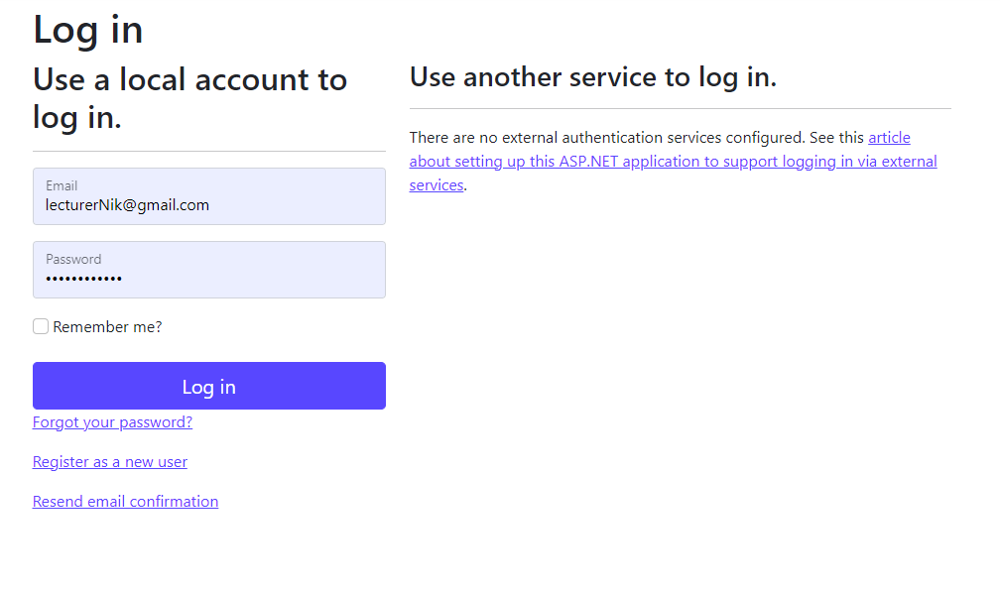 Log in
Use a local account to
log in.
Email
lecturerNik@gmail.com
Password
••••••••••••
Remember me?
Log in
Forgot your password?
Register as a new user
Resend email confirmation
Use another service to log in.
There are no external authentication services configured. See this article
about setting up this ASP.NET application to support logging in via external
services.